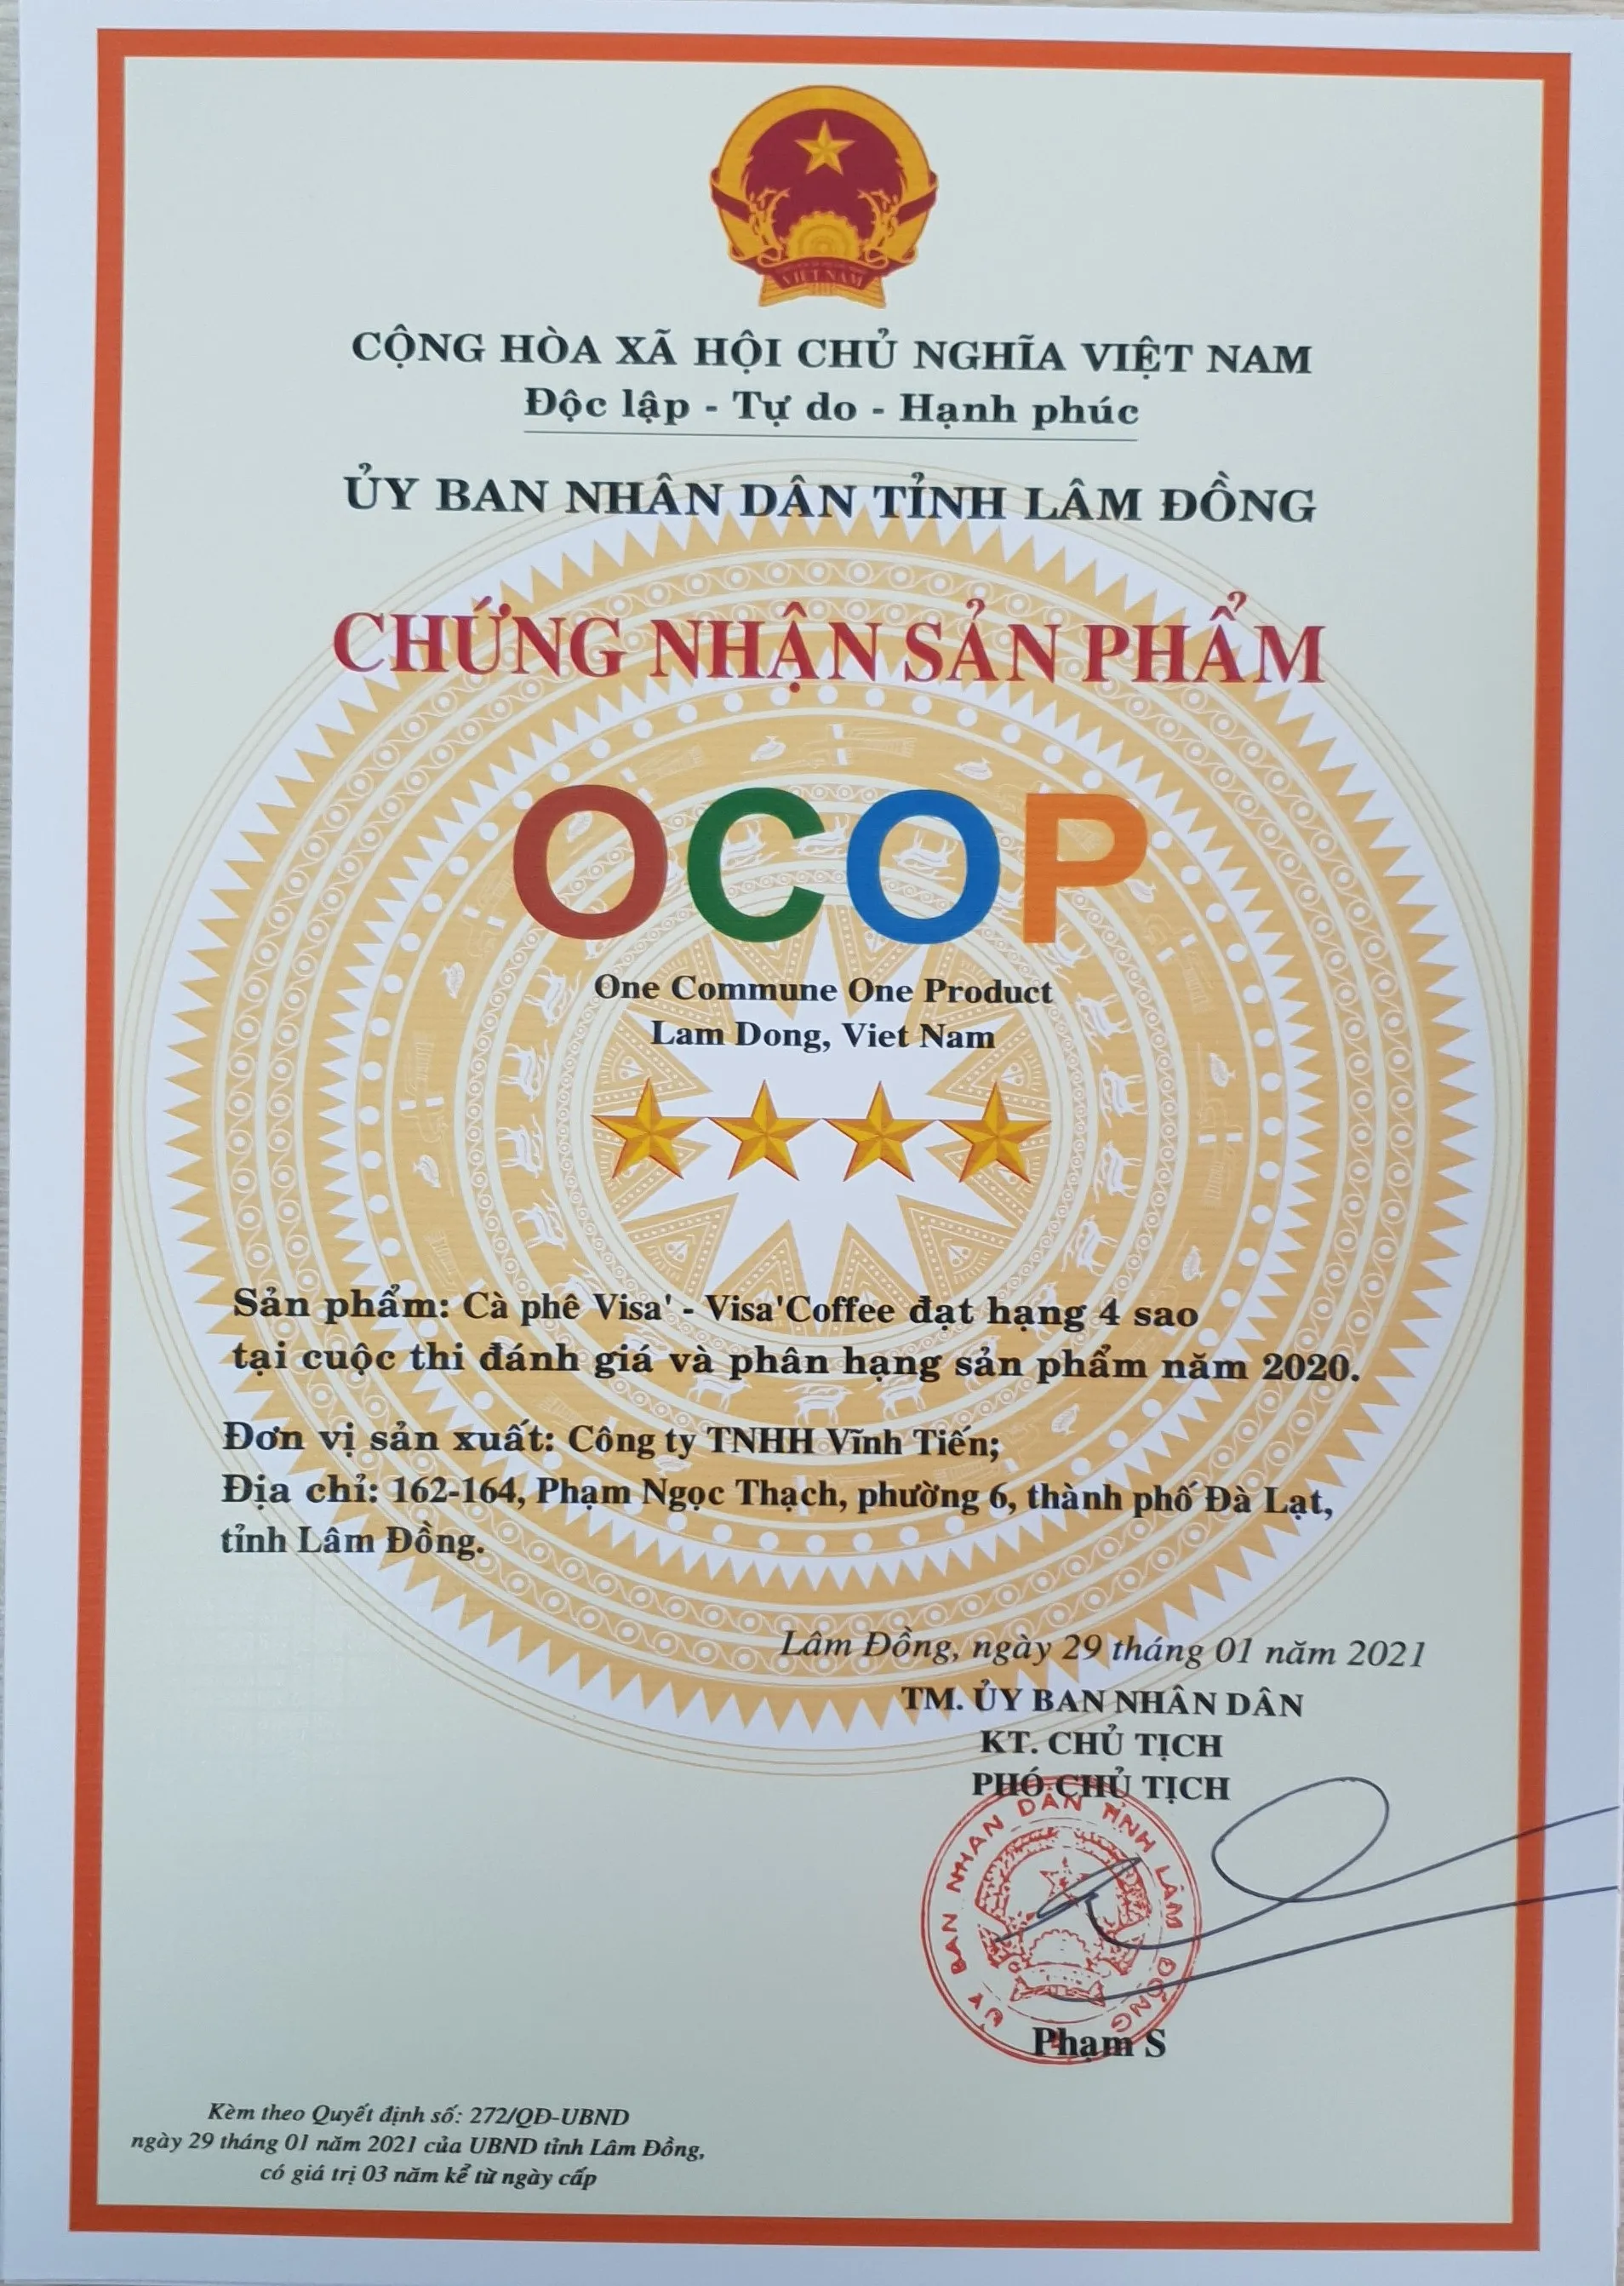 VIỆT NAM
CỘNG HÒA XÃ HỘI CHỦ NGHĨA VIỆT NAM
Độc lập - Tự do - Hạnh phúc
ỦY BAN NHÂN DÂN TỈNH LÂM ĐỒNG
CHỨNG NHẬN SẢN PHẨM
OCOP
One Commune One Product
Lam Dong, Viet Nam
Sản phẩm: Cà phê Visa' - Visa'Coffee đạt hạng 4 sao
tại cuộc thi đánh giá và phân hạng sản phẩm năm 2020.
Đơn vị sản xuất: Công ty TNHH Vĩnh Tiến;
Địa chỉ: 162-164, Phạm Ngọc Thạch, phường 6, thành phố Đà Lạt,
tỉnh Lâm Đồng.
Lâm Đồng, ngày 29 tháng 01 năm 2021
TM. ỦY BAN NHÂN DÂN
KT. CHỦ TỊCH
PHÓ CHỦ TỊCH
ỦY BAN NHÂN DÂN TỈNH LÂM ĐỒNG
Phạm S
Kèm theo Quyết định số: 272/QĐ-UBND
ngày 29 tháng 01 năm 2021 của UBND tỉnh Lâm Đồng,
có giá trị 03 năm kể từ ngày cấp